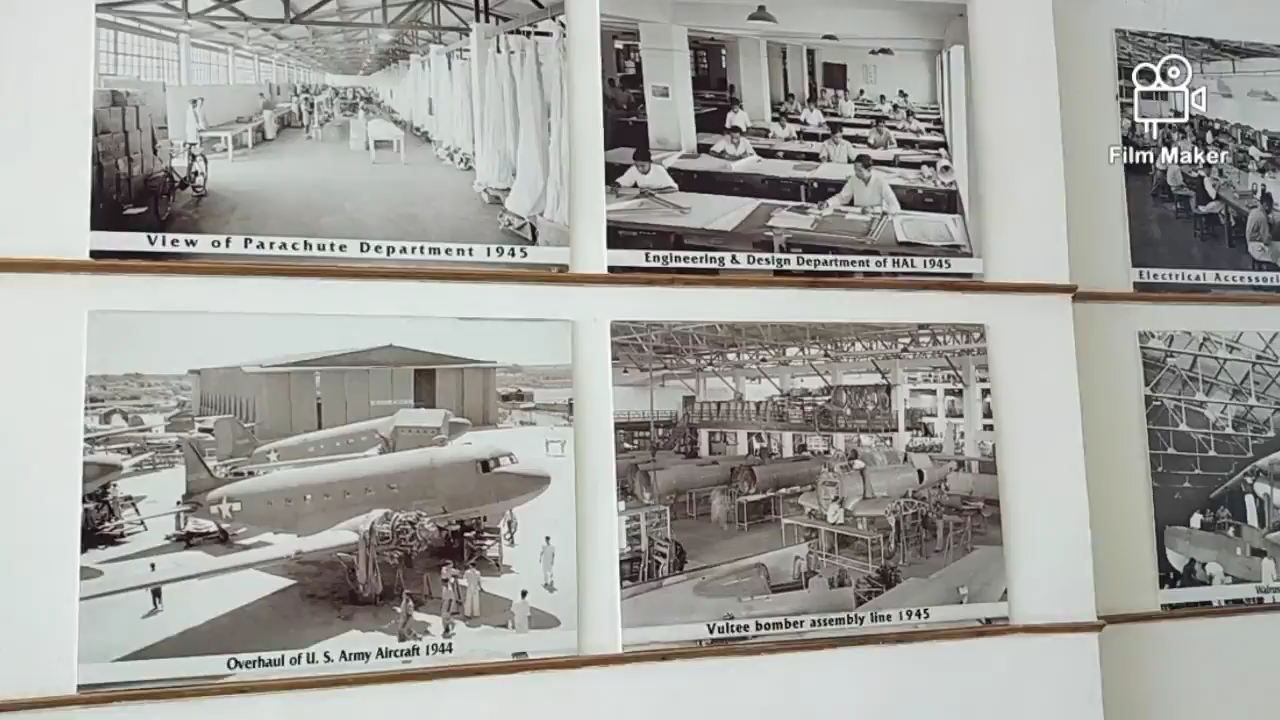 Film Maker
View of Parachute Department 1945
Engineering & Design Department of HAL 1945
Electrical Accessori
Overhaul of U. S. Army Aircraft 1944
Vultee bomber assembly line 1945